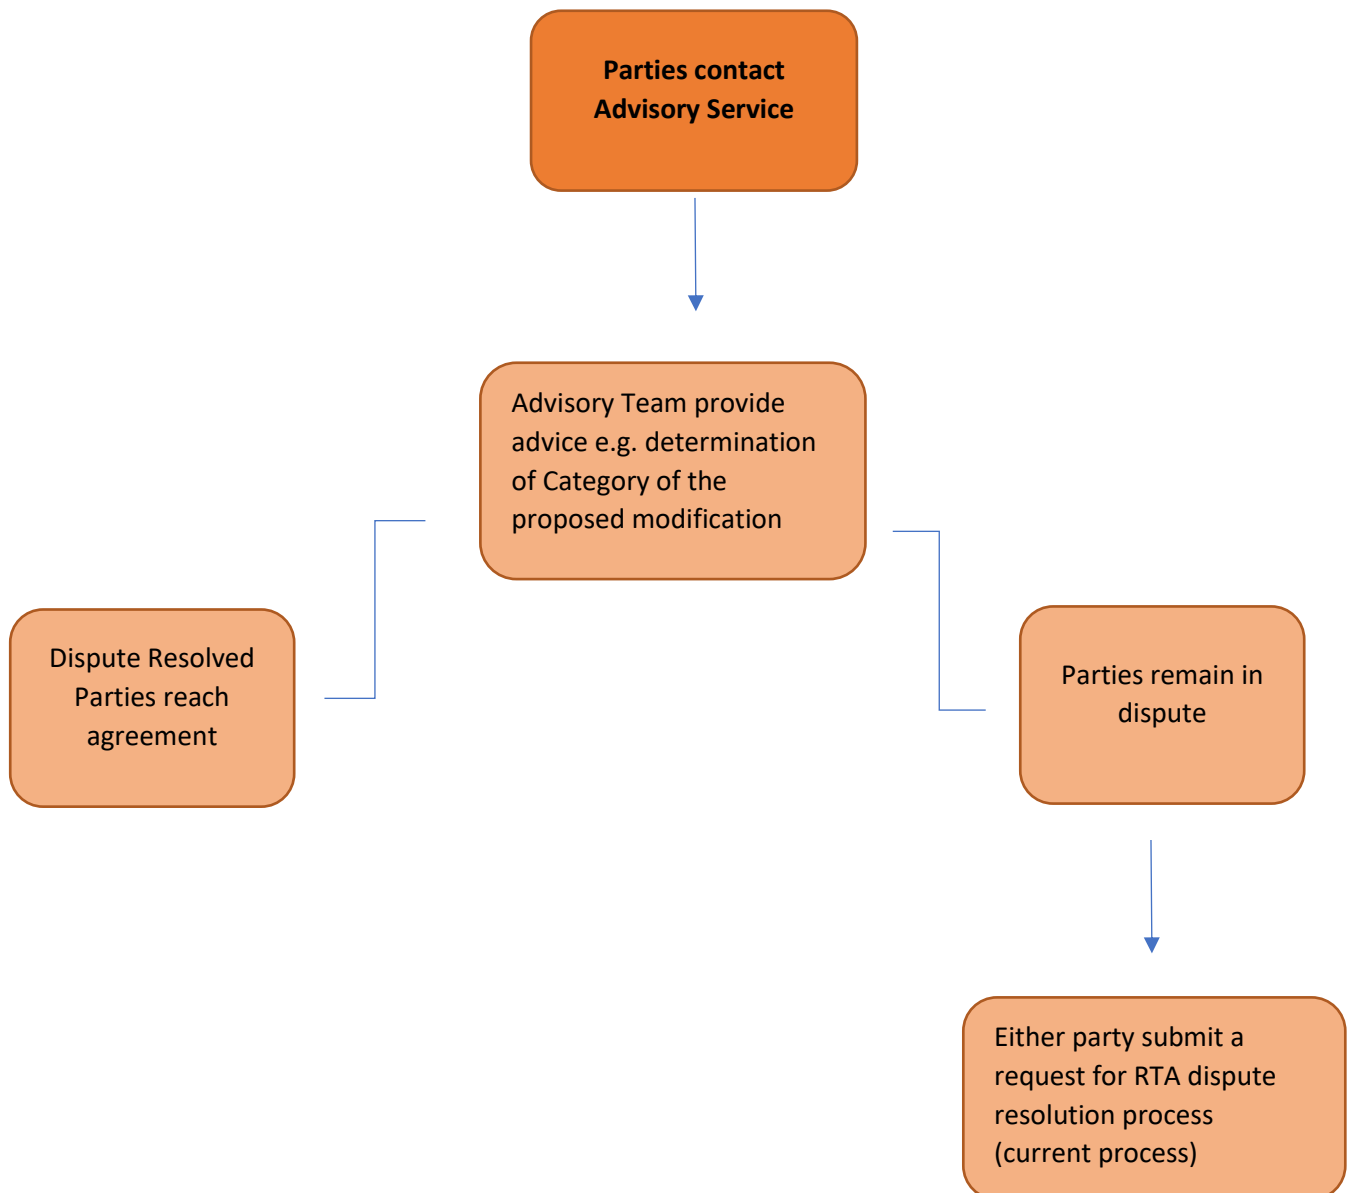 Parties contact
Advisory Service
Advisory Team provide
advice e.g. determination
of Category of the
proposed modification
Dispute Resolved
Parties reach
agreement
Parties remain in
dispute
Either party submit a
request for RTA dispute
resolution process
(current process)